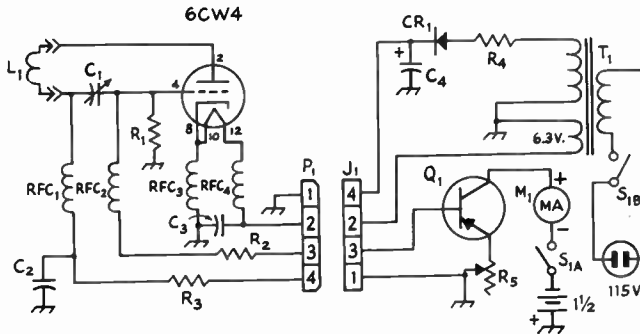 6CW4
L1
C1
2
4
8
10
12
R1
RFC1
RFC2
RFC3
RFC4
C3
C2
R2
R3
P1
1
2
3
4
J1
4
2
3
1
+
CR1
C4
R4
T1
6.3V.
Q1
M1
+
MA
−
S1A
S1B
R5
1½
+
115V